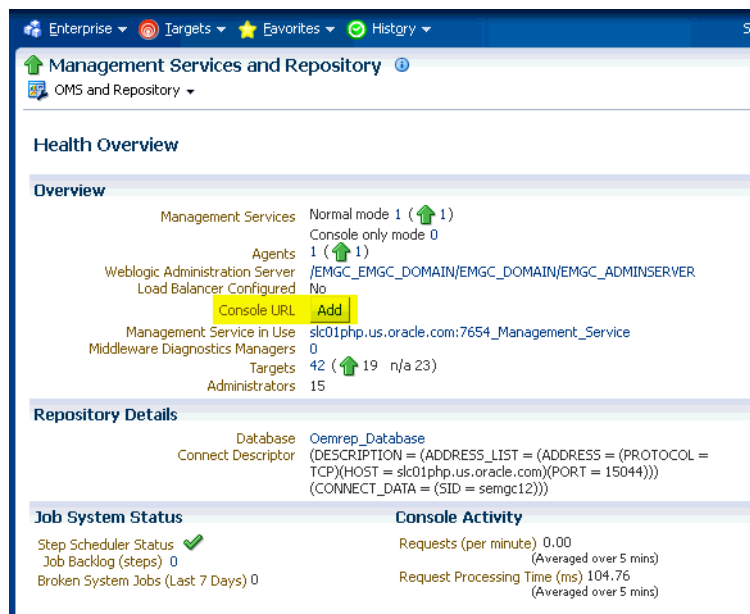 Enterprise Targets Favorites History S
Management Services and Repository
OMS and Repository
Health Overview
Overview
Management Services Normal mode 1 ( 1)
Console only mode 0
Agents 1 ( 1)
Weblogic Administration Server /EMGC_EMGC_DOMAIN/EMGC_DOMAIN/EMGC_ADMINSERVER
Load Balancer Configured No
Console URL Add
Management Service in Use slc01php.us.oracle.com:7654_Management_Service
Middleware Diagnostics Managers 0
Targets 42 ( 19 n/a 23)
Administrators 15
Repository Details
Database Oemrep_Database
Connect Descriptor (DESCRIPTION = (ADDRESS_LIST = (ADDRESS = (PROTOCOL =
TCP)(HOST = slc01php.us.oracle.com)(PORT = 15044)))
(CONNECT_DATA = (SID = semgc12)))
Job System Status
Step Scheduler Status
Job Backlog (steps) 0
Broken System Jobs (Last 7 Days) 0
Console Activity
Requests (per minute) 0.00
(Averaged over 5 mins)
Request Processing Time (ms) 104.76
(Averaged over 5 mins)